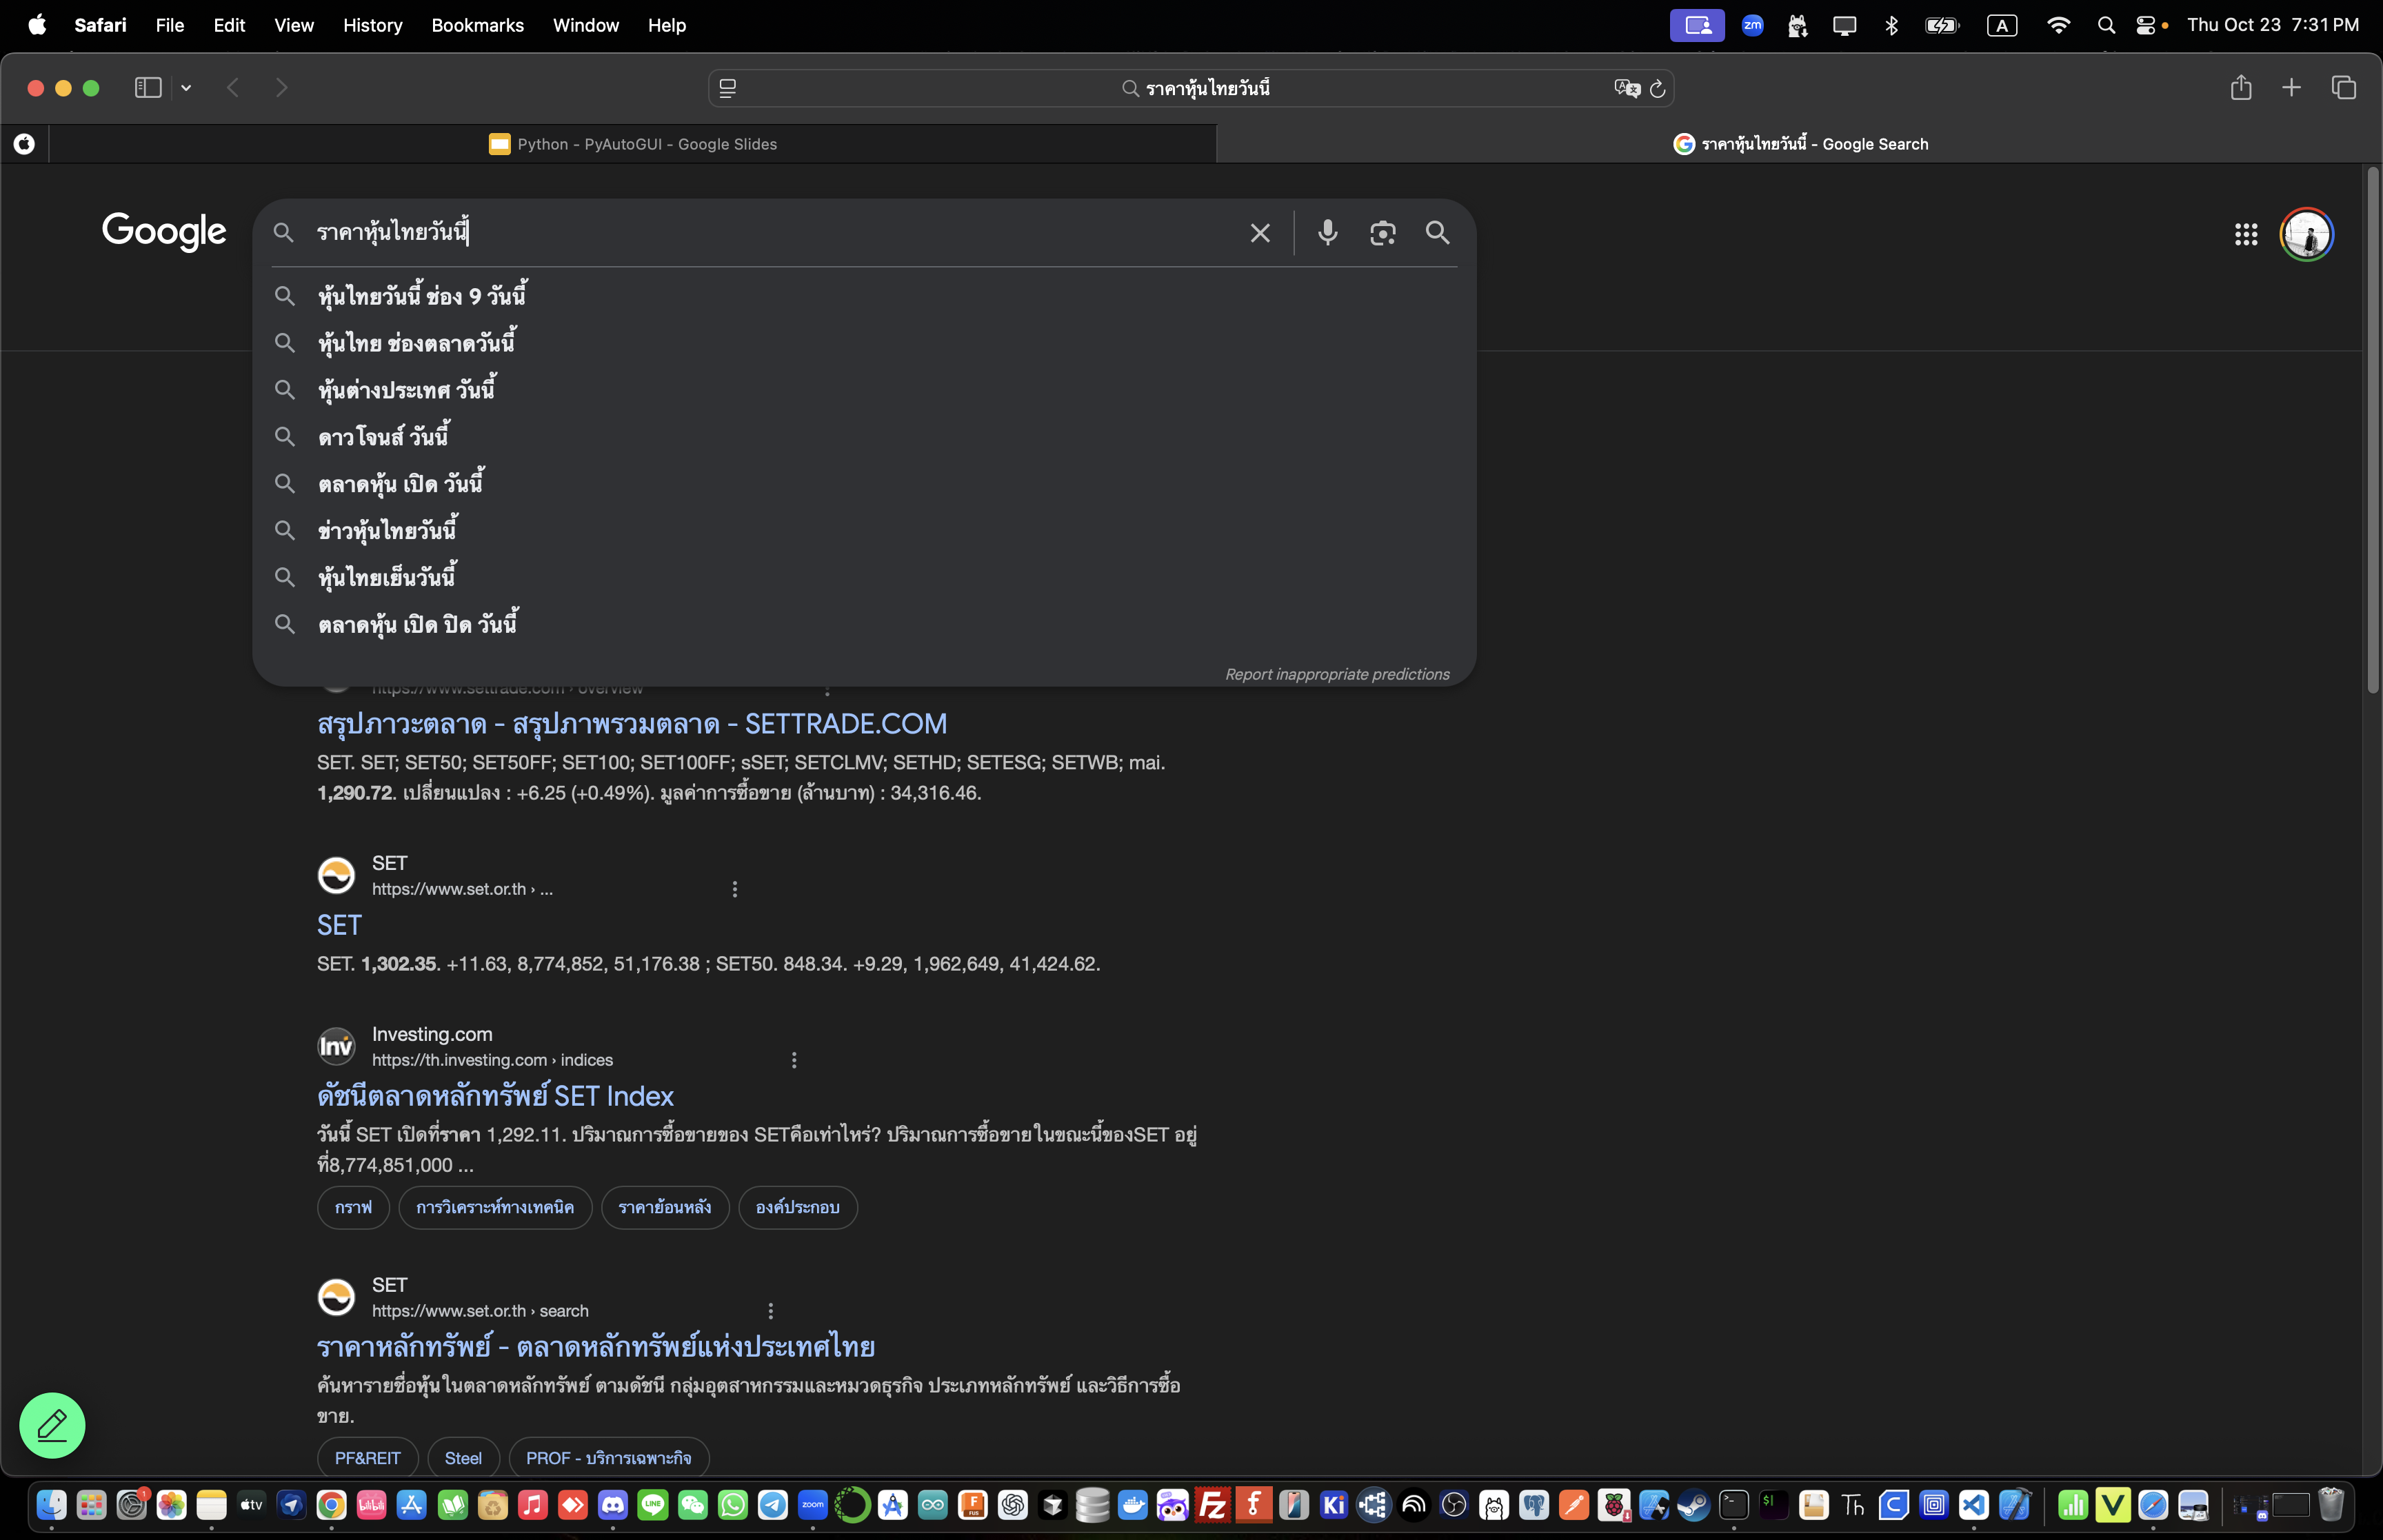 Safari File Edit View History Bookmarks Window Help zm A Thu Oct 23 7:31 PM
ราคาหุ้นไทยวันนี้
Python - PyAutoGUI - Google Slides
ราคาหุ้นไทยวันนี้ - Google Search
Google
ราคาหุ้นไทยวันนี้
หุ้นไทยวันนี้ ช่อง 9 วันนี้
หุ้นไทย ช่องตลาดวันนี้
หุ้นต่างประเทศ วันนี้
ดาวโจนส์ วันนี้
ตลาดหุ้น เปิด วันนี้
ข่าวหุ้นไทยวันนี้
หุ้นไทยเย็นวันนี้
ตลาดหุ้น เปิด ปิด วันนี้
Report inappropriate predictions
https://www.settrade.com › overview
สรุปภาวะตลาด - สรุปภาพรวมตลาด - SETTRADE.COM
SET. SET; SET50; SET50FF; SET100; SET100FF; sSET; SETCLMV; SETHD; SETESG; SETWB; mai.
1,290.72. เปลี่ยนแปลง : +6.25 (+0.49%). มูลค่าการซื้อขาย (ล้านบาท) : 34,316.46.
SET
https://www.set.or.th › ...
SET
SET. 1,302.35. +11.63, 8,774,852, 51,176.38 ; SET50. 848.34. +9.29, 1,962,649, 41,424.62.
Inv
Investing.com
https://th.investing.com › indices
ดัชนีตลาดหลักทรัพย์ SET Index
วันนี้ SET เปิดที่ราคา 1,292.11. ปริมาณการซื้อขายของ SETคือเท่าไหร่? ปริมาณการซื้อขายในขณะนี้ของSET อยู่
ที่8,774,851,000 ...
กราฟ การวิเคราะห์ทางเทคนิค ราคาย้อนหลัง องค์ประกอบ
SET
https://www.set.or.th › search
ราคาหลักทรัพย์ - ตลาดหลักทรัพย์แห่งประเทศไทย
ค้นหารายชื่อหุ้นในตลาดหลักทรัพย์ ตามดัชนี กลุ่มอุตสาหกรรมและหมวดธุรกิจ ประเภทหลักทรัพย์ และวิธีการซื้อ
ขาย.
PF&REIT Steel PROF - บริการเฉพาะกิจ
1 tv LINE zoom F Fz f Ki Th V